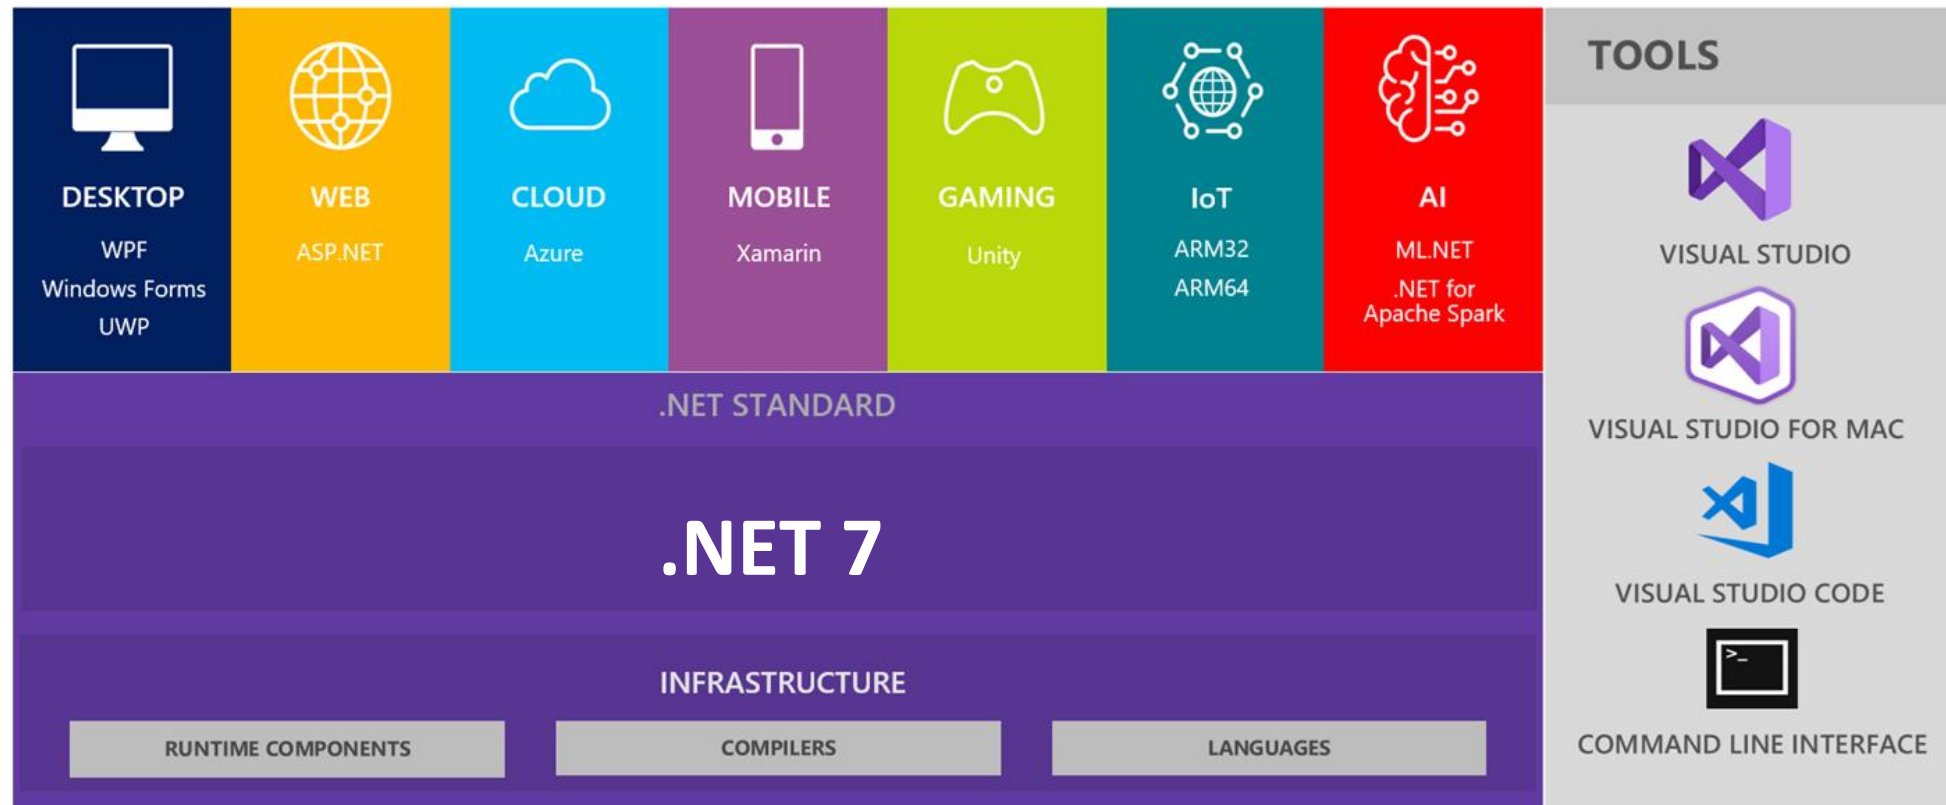 DESKTOP
WPF
Windows Forms
UWP
WEB
ASP.NET
CLOUD
Azure
MOBILE
Xamarin
GAMING
Unity
IoT
ARM32
ARM64
AI
ML.NET
.NET for
Apache Spark
.NET STANDARD
.NET 7
INFRASTRUCTURE
RUNTIME COMPONENTS
COMPILERS
LANGUAGES
TOOLS
VISUAL STUDIO
VISUAL STUDIO FOR MAC
VISUAL STUDIO CODE
>_
COMMAND LINE INTERFACE